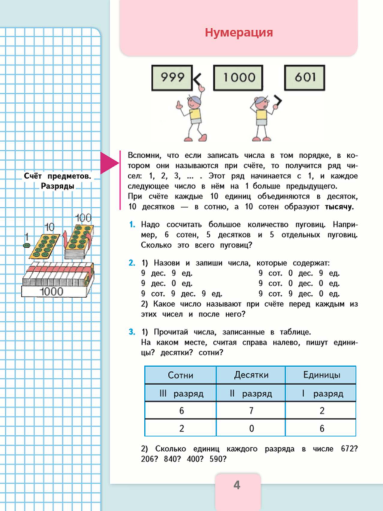 Нумерация
999 < 1000 > 601
Вспомни, что если записать числа в том порядке, в ко-
тором они называются при счёте, то получится ряд чи-
сел: 1, 2, 3, ... . Этот ряд начинается с 1, и каждое
следующее число в нём на 1 больше предыдущего.
При счёте каждые 10 единиц объединяются в десяток,
10 десятков — в сотню, а 10 сотен образуют тысячу.
Счёт предметов.
Разряды
1
10
100
1000
1. Надо сосчитать большое количество пуговиц. Напри-
мер, 6 сотен, 5 десятков и 5 отдельных пуговиц.
Сколько это всего пуговиц?
2. 1) Назови и запиши числа, которые содержат:
9 дес. 9 ед. 9 сот. 0 дес. 9 ед.
9 дес. 0 ед. 9 сот. 0 дес. 0 ед.
9 сот. 9 дес. 9 ед. 9 сот. 9 дес. 0 ед.
2) Какое число называют при счёте перед каждым из
этих чисел и после него?
3. 1) Прочитай числа, записанные в таблице.
На каком месте, считая справа налево, пишут едини-
цы? десятки? сотни?
Сотни Десятки Единицы
III разряд II разряд I разряд
6 7 2
2 0 6
2) Сколько единиц каждого разряда в числе 672?
206? 840? 400? 590?
4